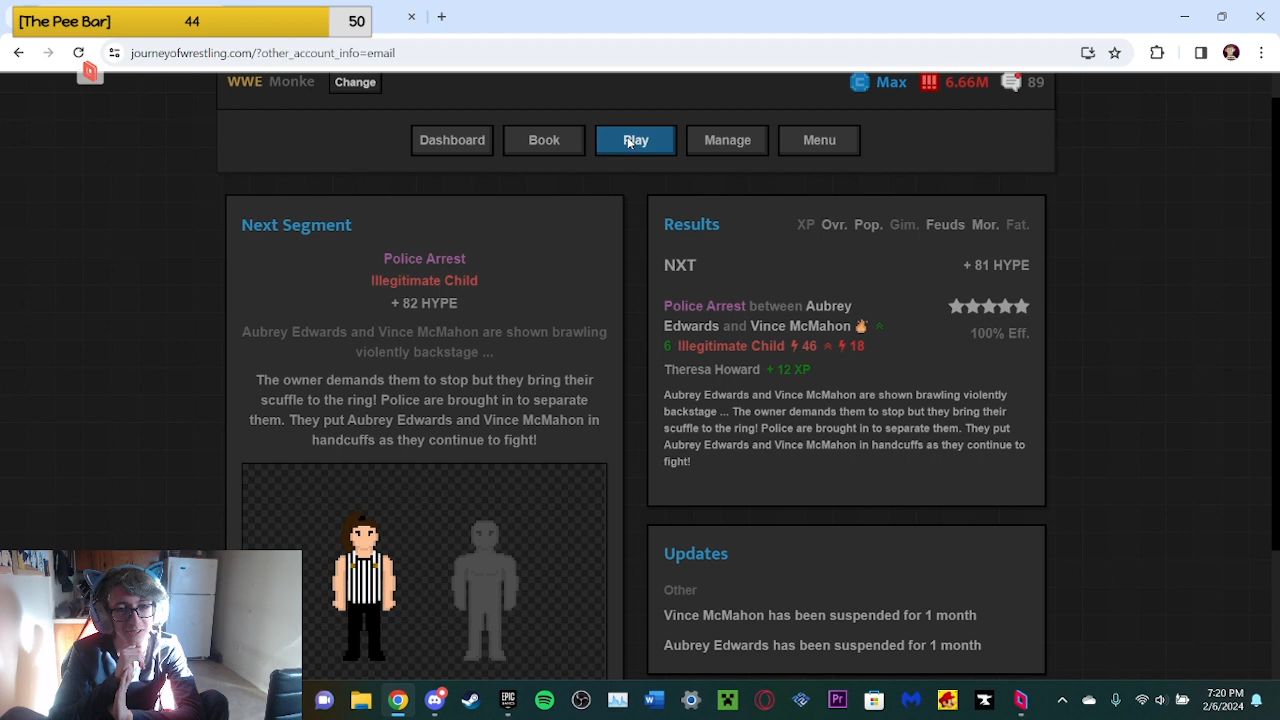 [The Pee Bar] 44 50
journeyofwrestling.com/?other_account_info=email
WWE Monke Change Max 6.66M 89
Dashboard Book Play Manage Menu
Next Segment
Police Arrest
Illegitimate Child
+ 82 HYPE
Aubrey Edwards and Vince McMahon are shown brawling
violently backstage ...
The owner demands them to stop but they bring their
scuffle to the ring! Police are brought in to separate
them. They put Aubrey Edwards and Vince McMahon in
handcuffs as they continue to fight!
Results XP Ovr. Pop. Gim. Feuds Mor. Fat.
NXT + 81 HYPE
Police Arrest between Aubrey
Edwards and Vince McMahon
6 Illegitimate Child 46 18
100% Eff.
Theresa Howard + 12 XP
Aubrey Edwards and Vince McMahon are shown brawling violently
backstage ... The owner demands them to stop but they bring their
scuffle to the ring! Police are brought in to separate them. They put
Aubrey Edwards and Vince McMahon in handcuffs as they continue to
fight!
Updates
Other
Vince McMahon has been suspended for 1 month
Aubrey Edwards has been suspended for 1 month
EPIC GAMES
W
Pr
7:20 PM
2/6/2024